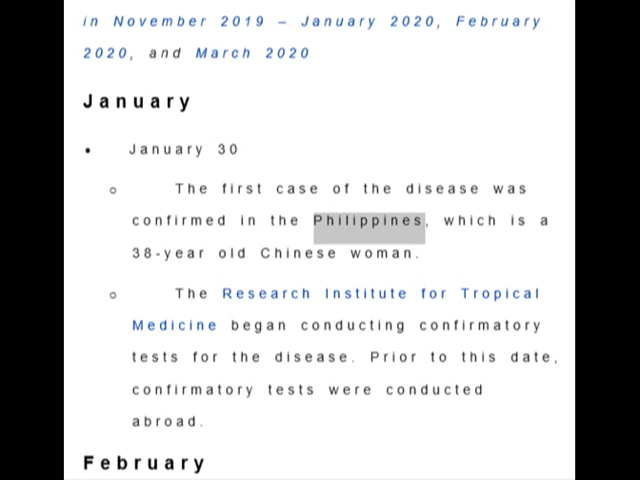 in November 2019 – January 2020, February
2020, and March 2020
January
• January 30
o The first case of the disease was
confirmed in the Philippines, which is a
38-year old Chinese woman.
o The Research Institute for Tropical
Medicine began conducting confirmatory
tests for the disease. Prior to this date,
confirmatory tests were conducted
abroad.
February